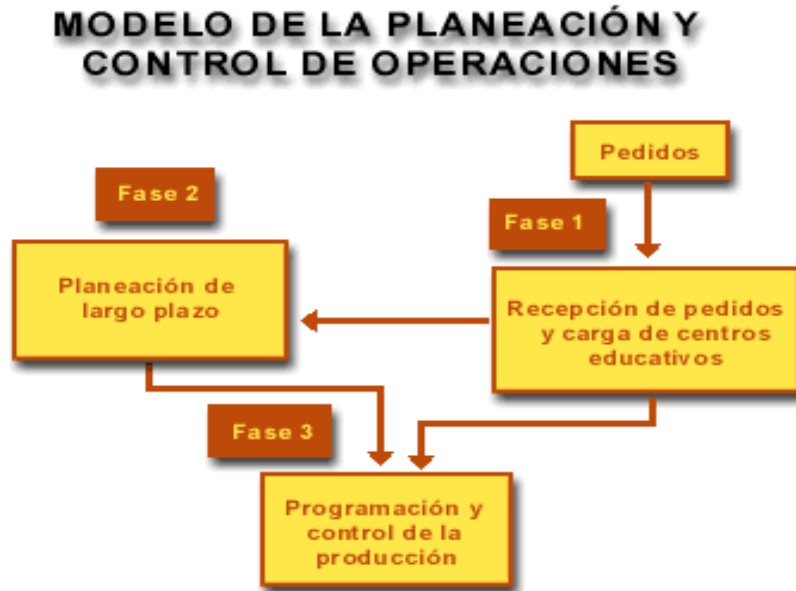 MODELO DE LA PLANEACIÓN Y
CONTROL DE OPERACIONES
Pedidos
Fase 2
Fase 1
Planeación de
largo plazo
Recepción de pedidos
y carga de centros
educativos
Fase 3
Programación y
control de la
producción